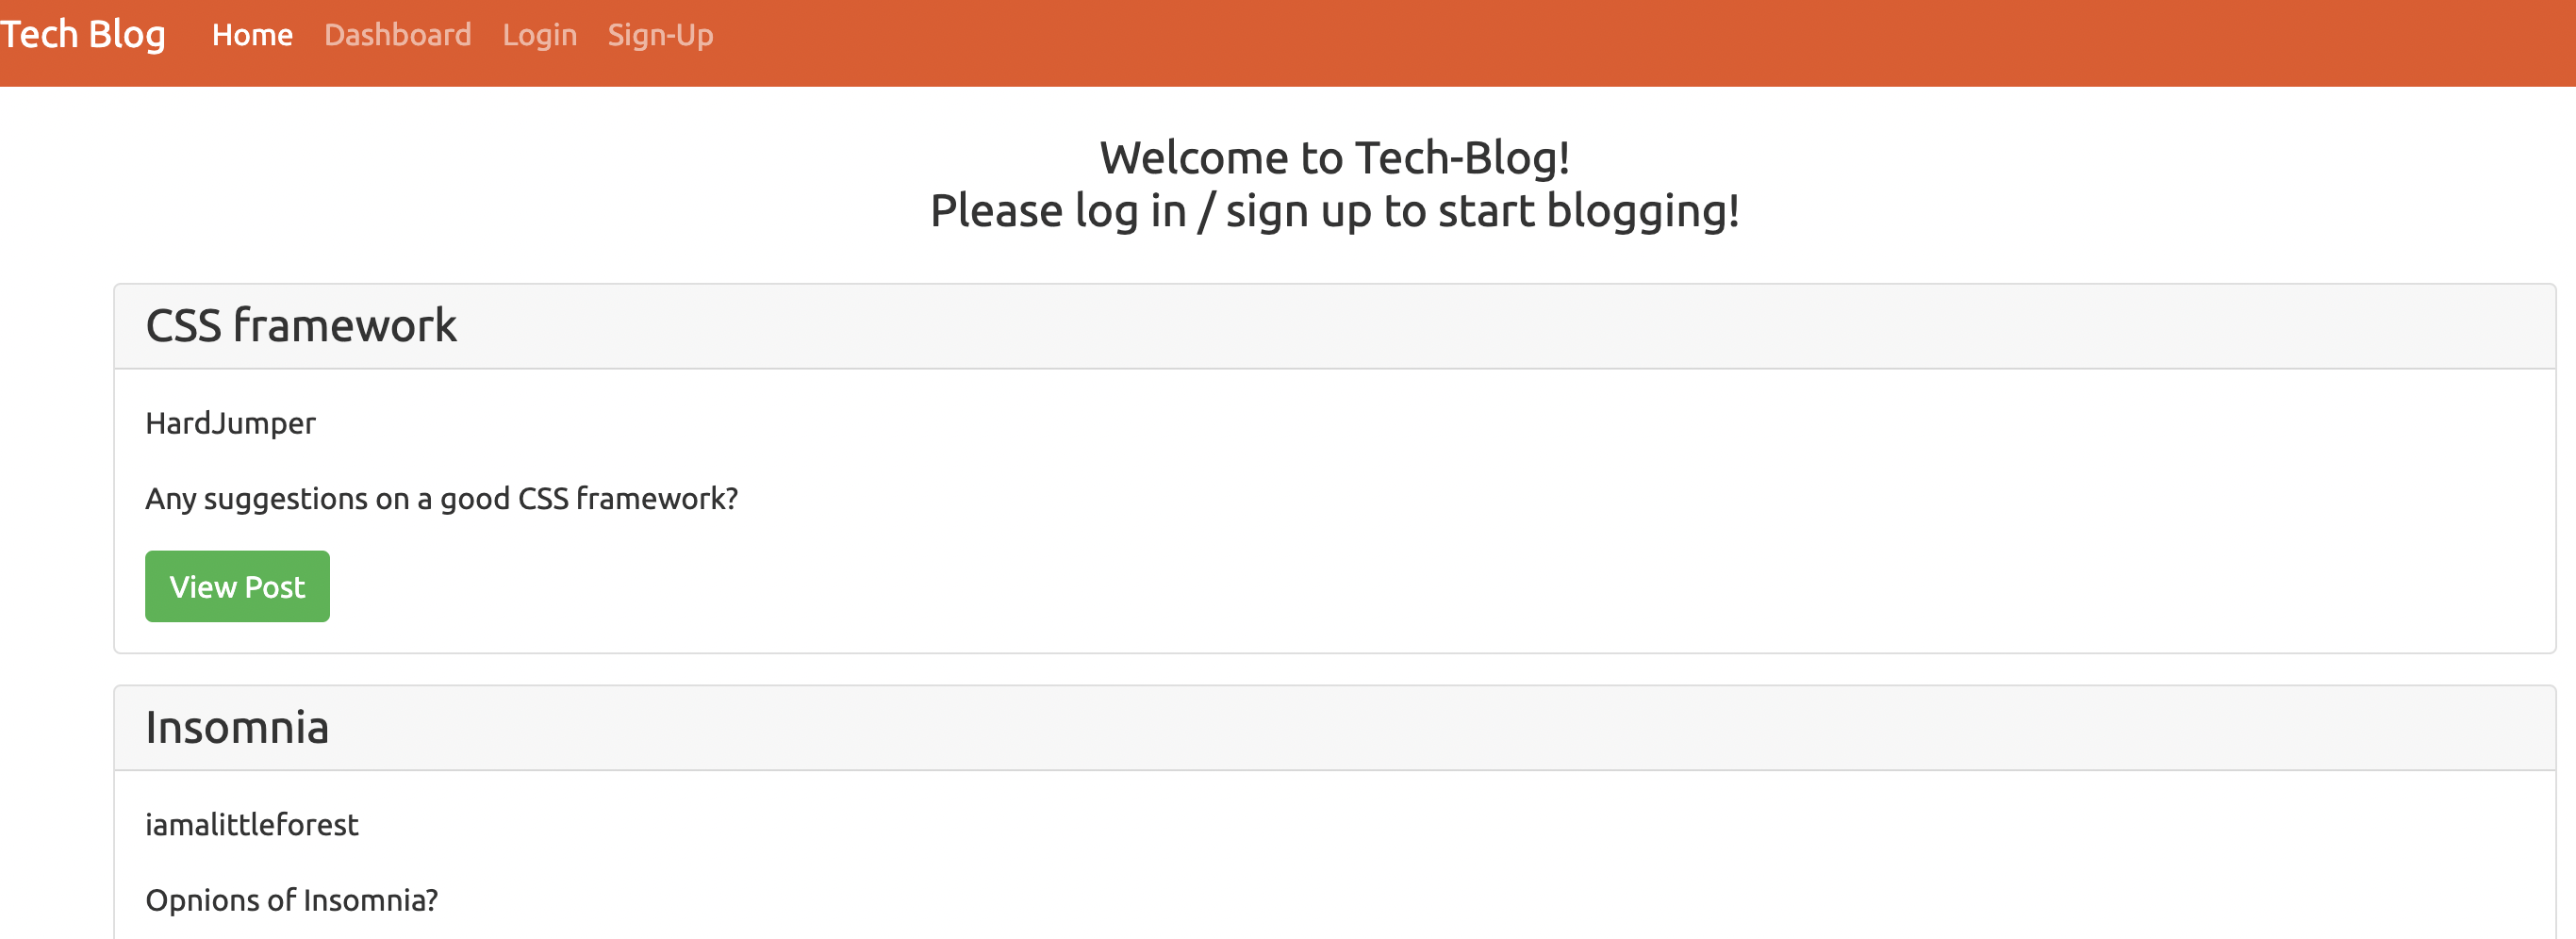 Tech Blog Home Dashboard Login Sign-Up
Welcome to Tech-Blog!
Please log in / sign up to start blogging!
CSS framework
HardJumper
Any suggestions on a good CSS framework?
View Post
Insomnia
iamalittleforest
Opnions of Insomnia?